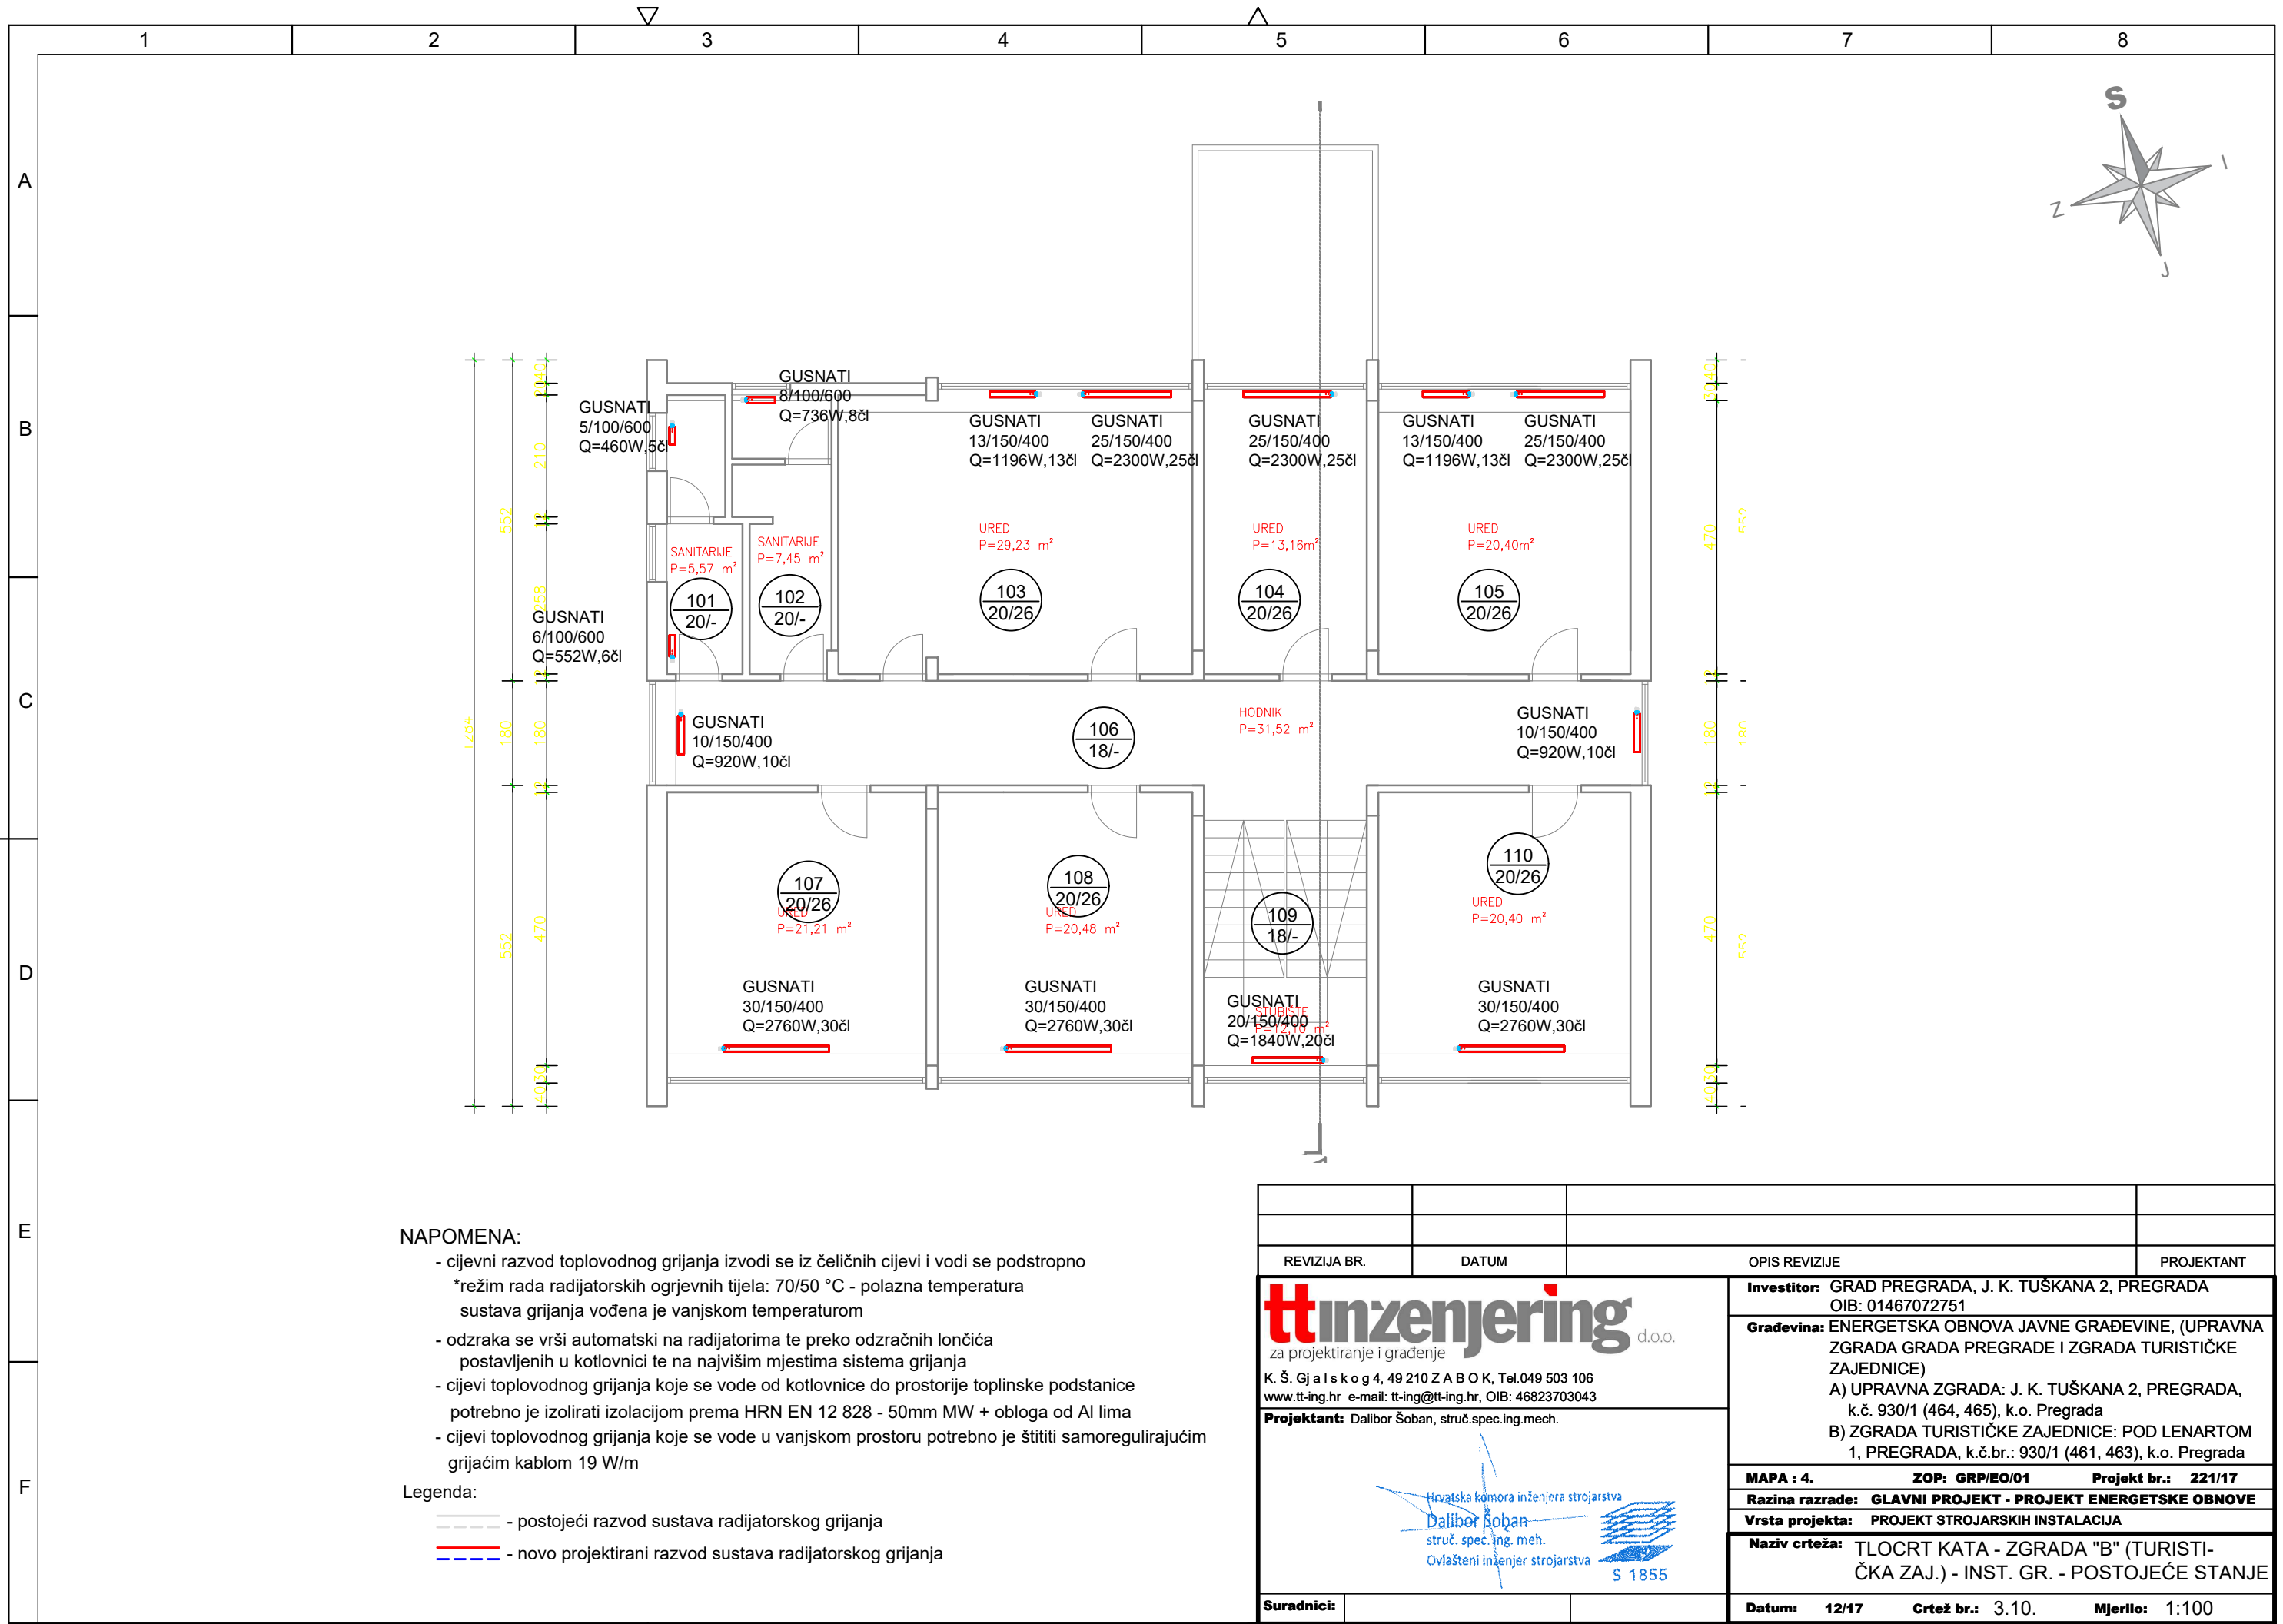 1 2 3 4 5 6 7 8
A
B
C
D
E
F
S
I
Z
J
GUSNATI
8/100/600
Q=736W,8čl
GUSNATI
5/100/600
Q=460W,5čl
GUSNATI
13/150/400
Q=1196W,13čl
GUSNATI
25/150/400
Q=2300W,25čl
GUSNATI
25/150/400
Q=2300W,25čl
GUSNATI
13/150/400
Q=1196W,13čl
GUSNATI
25/150/400
Q=2300W,25čl
SANITARIJE
P=5,57 m²
101
20/-
SANITARIJE
P=7,45 m²
102
20/-
URED
P=29,23 m²
103
20/26
URED
P=13,16m²
104
20/26
URED
P=20,40m²
105
20/26
GUSNATI
6/100/600
Q=552W,6čl
GUSNATI
10/150/400
Q=920W,10čl
106
18/-
HODNIK
P=31,52 m²
GUSNATI
10/150/400
Q=920W,10čl
107
20/26
URED
P=21,21 m²
108
20/26
URED
P=20,48 m²
109
18/-
110
20/26
URED
P=20,40 m²
GUSNATI
30/150/400
Q=2760W,30čl
GUSNATI
30/150/400
Q=2760W,30čl
GUSNATI
20/150/400
Q=1840W,20čl
STUBIŠTE
GUSNATI
30/150/400
Q=2760W,30čl
210
552
258
180
180
552
470
470
180
470
NAPOMENA:
- cijevni razvod toplovodnog grijanja izvodi se iz čeličnih cijevi i vodi se podstropno
*režim rada radijatorskih ogrjevnih tijela: 70/50 °C - polazna temperatura
sustava grijanja vođena je vanjskom temperaturom
- odzraka se vrši automatski na radijatorima te preko odzračnih lončića
postavljenih u kotlovnici te na najvišim mjestima sistema grijanja
- cijevi toplovodnog grijanja koje se vode od kotlovnice do prostorije toplinske podstanice
potrebno je izolirati izolacijom prema HRN EN 12 828 - 50mm MW + obloga od Al lima
- cijevi toplovodnog grijanja koje se vode u vanjskom prostoru potrebno je štititi samoregulirajućim
grijaćim kablom 19 W/m
Legenda:
- postojeći razvod sustava radijatorskog grijanja
- novo projektirani razvod sustava radijatorskog grijanja
REVIZIJA BR. DATUM OPIS REVIZIJE PROJEKTANT
ttinzenjering d.o.o.
za projektiranje i građenje
K. Š. Gj a l s k o g 4, 49 210 Z A B O K, Tel.049 503 106
www.tt-ing.hr e-mail: tt-ing@tt-ing.hr, OIB: 46823703043
Projektant: Dalibor Šoban, struč.spec.ing.mech.
Hrvatska komora inženjera strojarstva
Dalibor Šoban
struč. spec. ing. meh.
Ovlašteni inženjer strojarstva
S 1855
Suradnici:
Investitor: GRAD PREGRADA, J. K. TUŠKANA 2, PREGRADA
OIB: 01467072751
Građevina: ENERGETSKA OBNOVA JAVNE GRAĐEVINE, (UPRAVNA
ZGRADA GRADA PREGRADE I ZGRADA TURISTIČKE
ZAJEDNICE)
A) UPRAVNA ZGRADA: J. K. TUŠKANA 2, PREGRADA,
k.č. 930/1 (464, 465), k.o. Pregrada
B) ZGRADA TURISTIČKE ZAJEDNICE: POD LENARTOM
1, PREGRADA, k.č.br.: 930/1 (461, 463), k.o. Pregrada
MAPA : 4. ZOP: GRP/EO/01 Projekt br.: 221/17
Razina razrade: GLAVNI PROJEKT - PROJEKT ENERGETSKE OBNOVE
Vrsta projekta: PROJEKT STROJARSKIH INSTALACIJA
Naziv crteža: TLOCRT KATA - ZGRADA "B" (TURISTI-
ČKA ZAJ.) - INST. GR. - POSTOJEĆE STANJE
Datum: 12/17 Crtež br.: 3.10. Mjerilo: 1:100